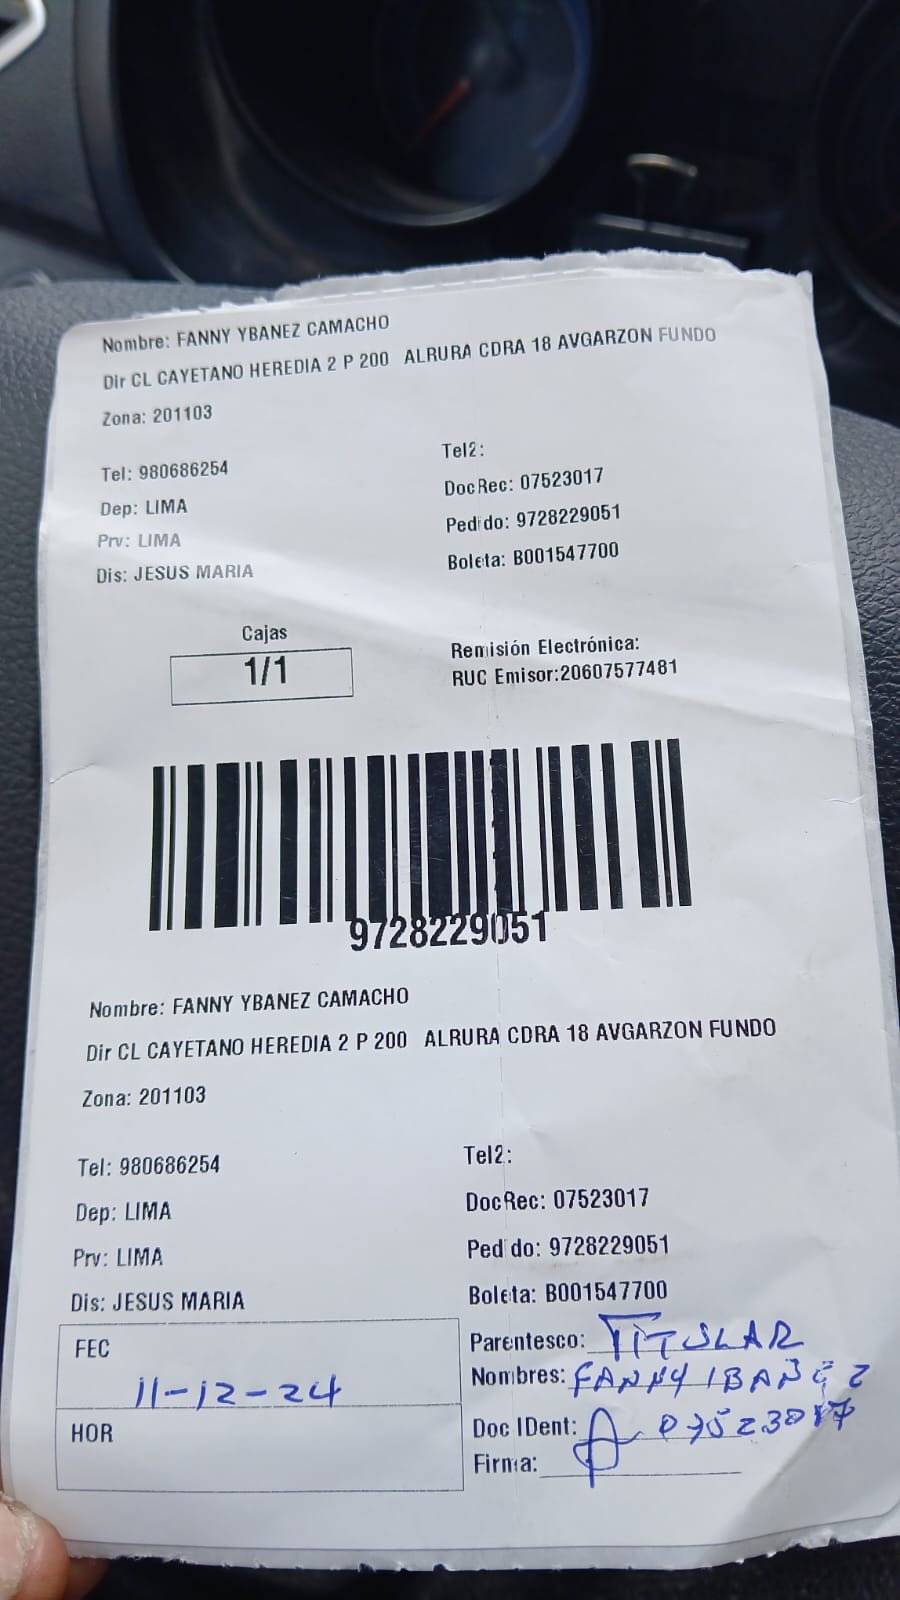 Nombre: FANNY YBANEZ CAMACHO
Dir CL CAYETANO HEREDIA 2 P 200 ALRURA CDRA 18 AVGARZON FUNDO
Zona: 201103
Tel: 980686254 Tel2:
Dep: LIMA DocRec: 07523017
Prv: LIMA Pedido: 9728229051
Dis: JESUS MARIA Boleta: B001547700
Cajas
1/1
Remisión Electrónica:
RUC Emisor:20607577481
9728229051
Nombre: FANNY YBANEZ CAMACHO
Dir CL CAYETANO HEREDIA 2 P 200 ALRURA CDRA 18 AVGARZON FUNDO
Zona: 201103
Tel: 980686254 Tel2:
Dep: LIMA DocRec: 07523017
Prv: LIMA Pedido: 9728229051
Dis: JESUS MARIA Boleta: B001547700
FEC
11-12-24
HOR
Parentesco: TITULAR
Nombres: FANNY IBAÑEZ
Doc IDent: 07523017
Firma: